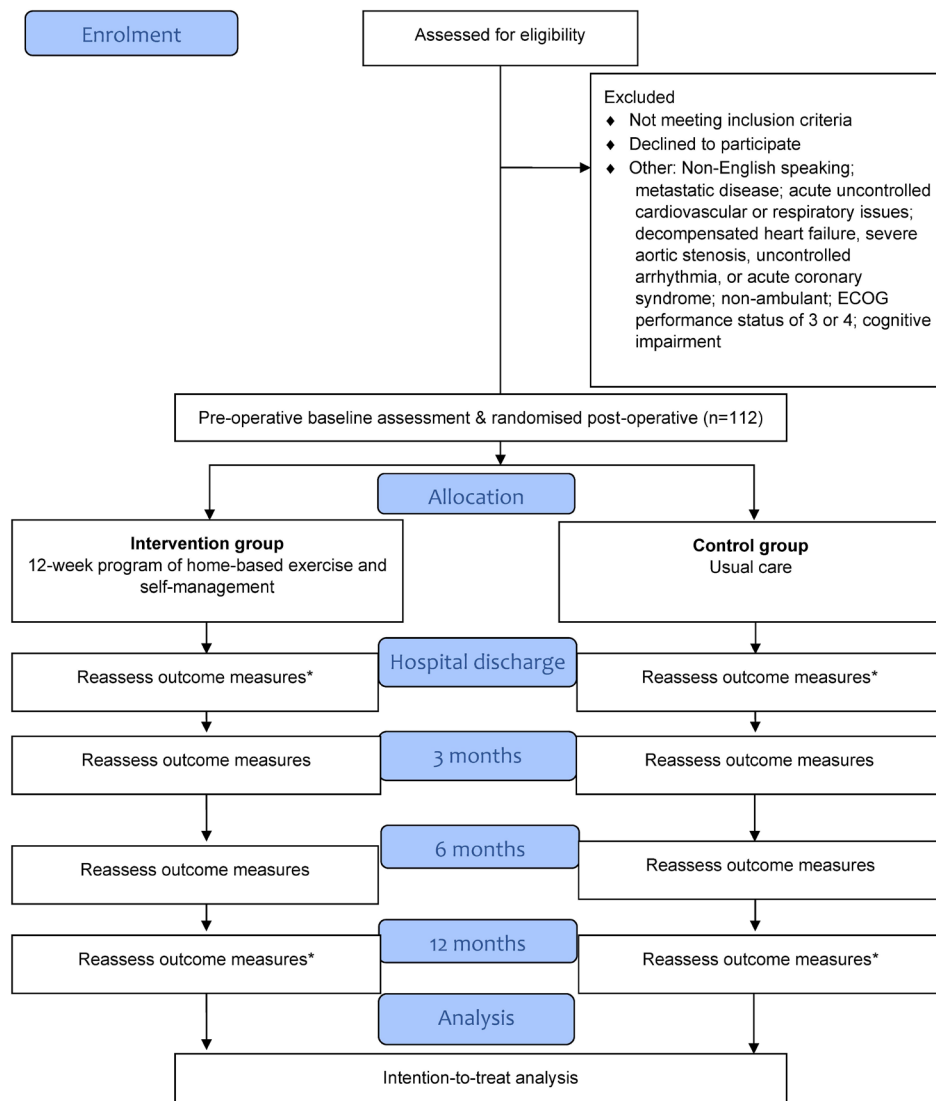 Enrolment
Assessed for eligibility
Excluded
♦ Not meeting inclusion criteria
♦ Declined to participate
♦ Other: Non-English speaking;
metastatic disease; acute uncontrolled
cardiovascular or respiratory issues;
decompensated heart failure, severe
aortic stenosis, uncontrolled
arrhythmia, or acute coronary
syndrome; non-ambulant; ECOG
performance status of 3 or 4; cognitive
impairment
Pre-operative baseline assessment & randomised post-operative (n=112)
Allocation
Intervention group
12-week program of home-based exercise and
self-management
Control group
Usual care
Hospital discharge
Reassess outcome measures*
Reassess outcome measures*
3 months
Reassess outcome measures
Reassess outcome measures
6 months
Reassess outcome measures
Reassess outcome measures
12 months
Reassess outcome measures*
Reassess outcome measures*
Analysis
Intention-to-treat analysis